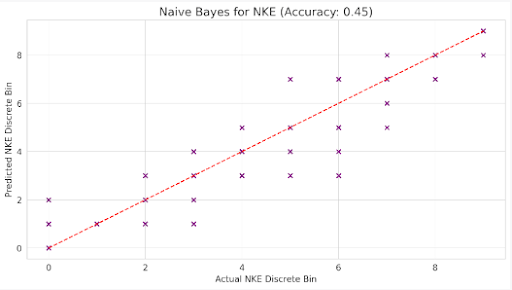 Naive Bayes for NKE (Accuracy: 0.45)
Predicted NKE Discrete Bin
8
6
4
2
0
0 2 4 6 8
Actual NKE Discrete Bin